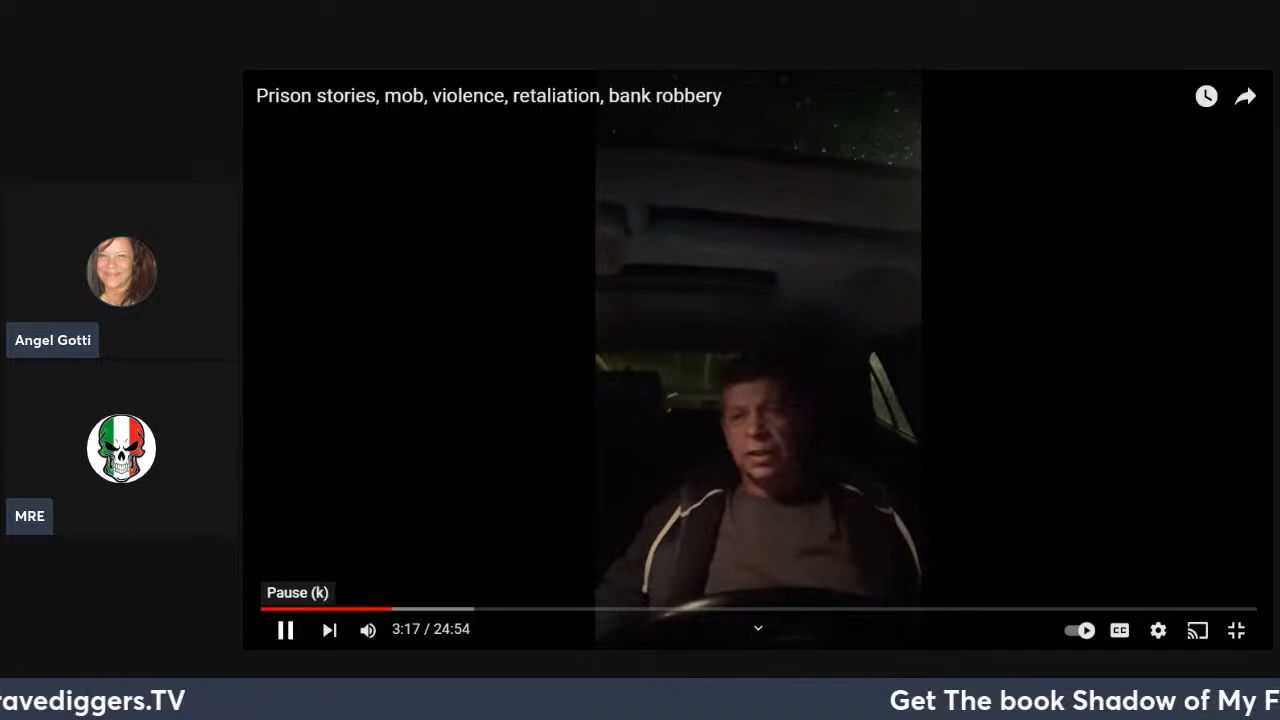 Prison stories, mob, violence, retaliation, bank robbery
Angel Gotti
MRE
Pause (k)
3:17 / 24:54
CC
ravediggers.TV
Get The book Shadow of My F